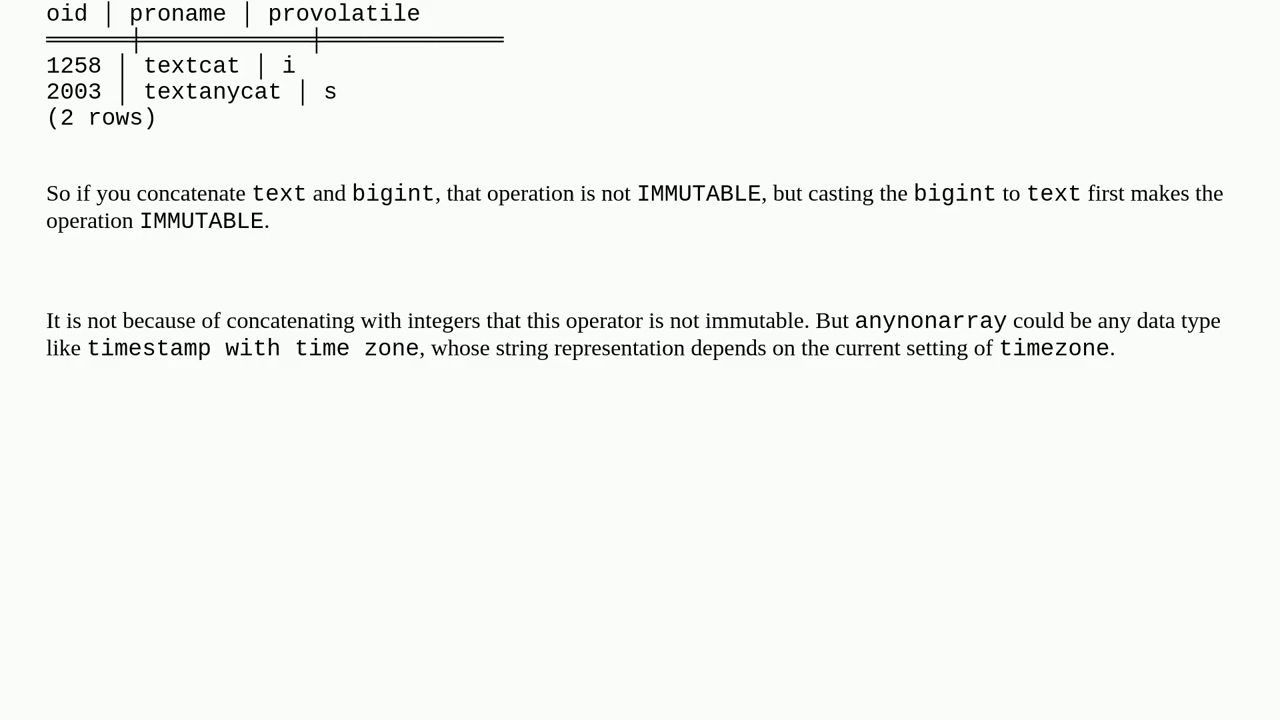 oid │ proname │ provolatile
══════╪════════════╪═════════════
1258 │ textcat │ i
2003 │ textanycat │ s
(2 rows)
So if you concatenate text and bigint, that operation is not IMMUTABLE, but casting the bigint to text first makes the
operation IMMUTABLE.
It is not because of concatenating with integers that this operator is not immutable. But anynonarray could be any data type
like timestamp with time zone, whose string representation depends on the current setting of timezone.